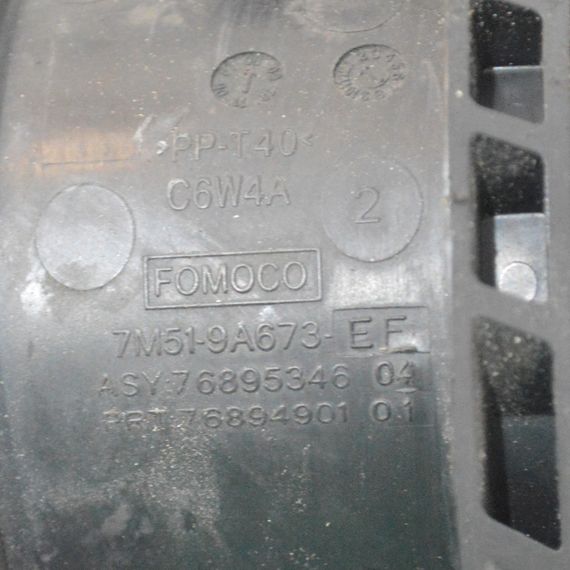 >PP-T40<
C6W4A
2
FOMOCO
7M51-9A673-EF
ASY:76895346 04
PRT:76894901 01